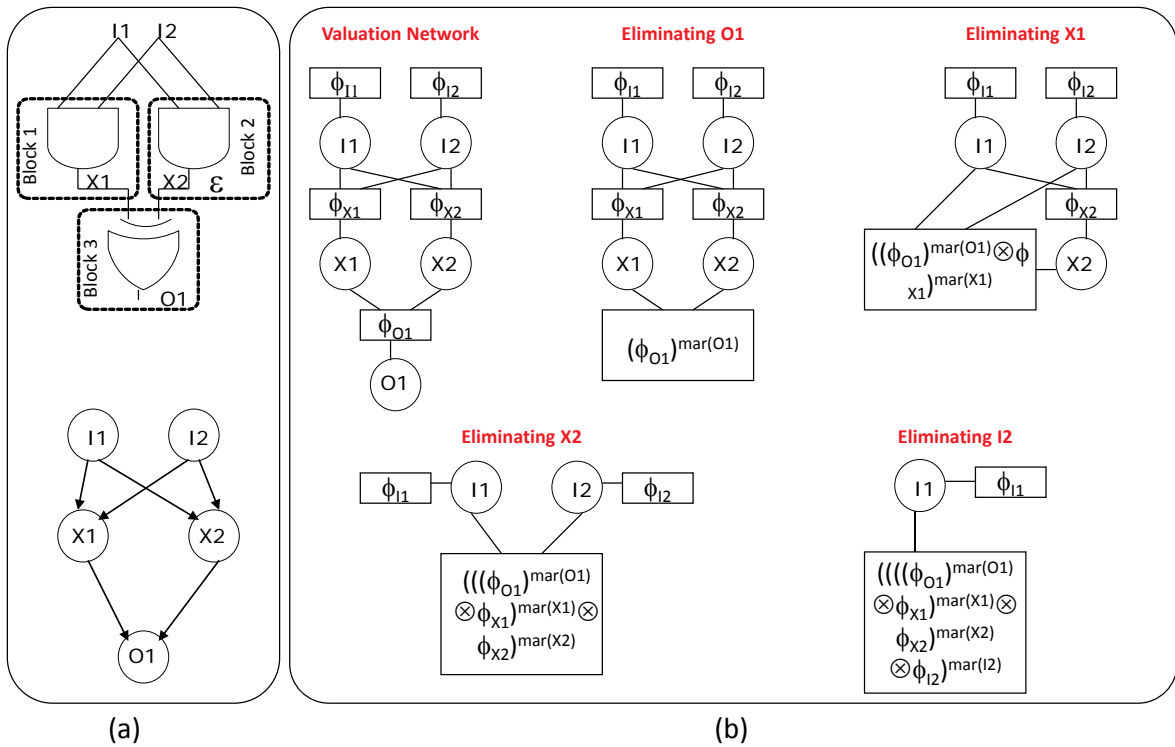 I1 I2
Block 1
Block 2
X1 X2 ε
Block 3
O1
I1 I2
X1 X2
O1
(a)
Valuation Network
ϕI1 ϕI2
I1 I2
ϕX1 ϕX2
X1 X2
ϕO1
O1
Eliminating O1
ϕI1 ϕI2
I1 I2
ϕX1 ϕX2
X1 X2
(ϕO1)mar(O1)
Eliminating X1
ϕI1 ϕI2
I1 I2
ϕX2
((ϕO1)mar(O1)⊗ϕ
X1)mar(X1)
X2
Eliminating X2
ϕI1 I1 I2 ϕI2
(((ϕO1)mar(O1)
⊗ϕX1)mar(X1)⊗
ϕX2)mar(X2)
Eliminating I2
I1 ϕI1
((((ϕO1)mar(O1)
⊗ϕX1)mar(X1)⊗
ϕX2)mar(X2)
⊗ϕI2)mar(I2)
(b)